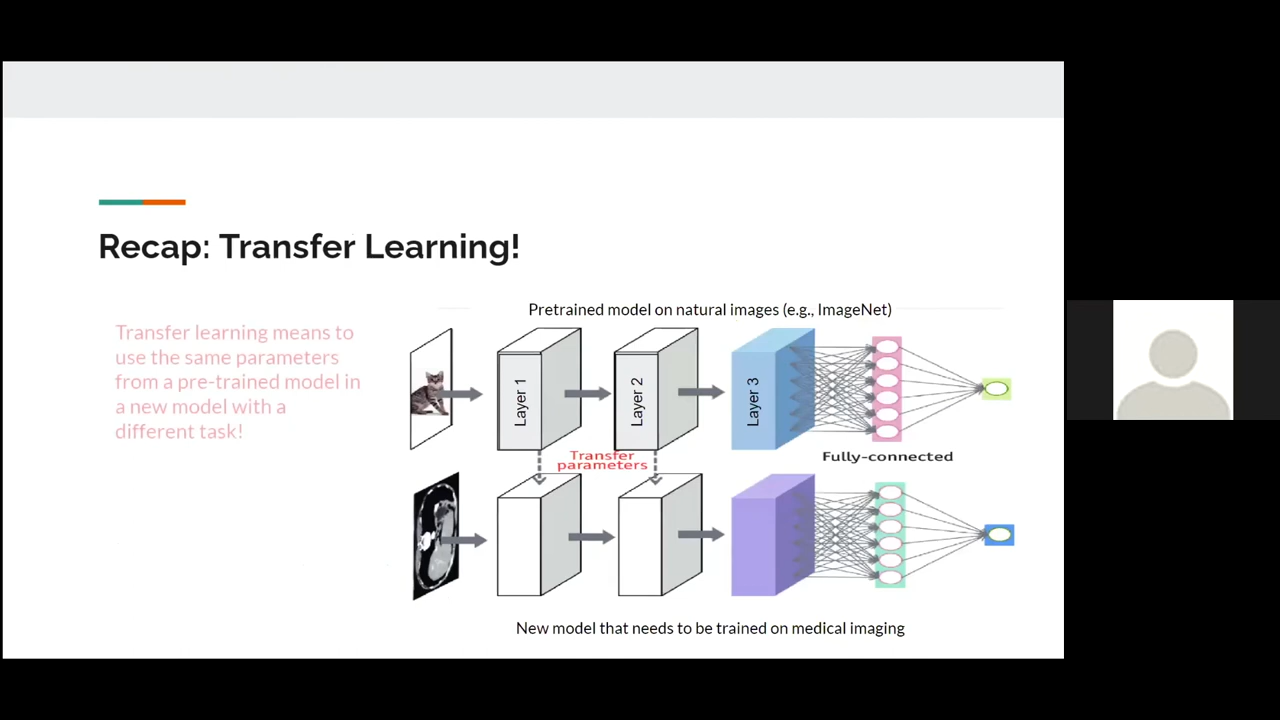 Recap: Transfer Learning!
Transfer learning means to
use the same parameters
from a pre-trained model in
a new model with a
different task!
Pretrained model on natural images (e.g., ImageNet)
Layer 1
Layer 2
Layer 3
Transfer
parameters
Fully-connected
New model that needs to be trained on medical imaging